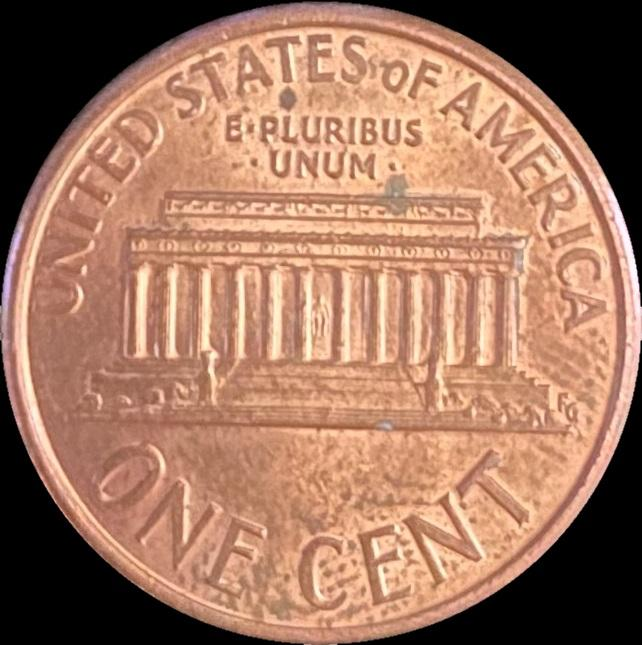 UNITED STATES OF AMERICA
E·PLURIBUS
·UNUM·
FG
ONE CENT